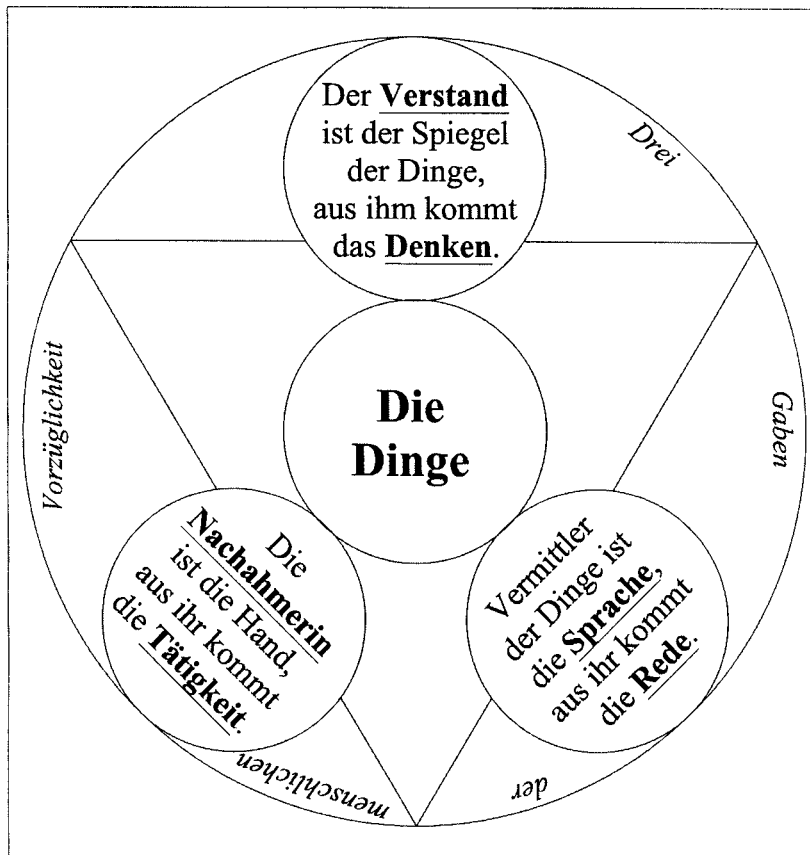 Der Verstand
ist der Spiegel
der Dinge,
aus ihm kommt
das Denken.
Drei
Gaben
der
menschlichen
Vorzüglichkeit
Die
Dinge
Die
Nachahmerin
ist die Hand,
aus ihr kommt
die Tätigkeit.
Vermittler
der Dinge ist
die Sprache,
aus ihr kommt
die Rede.